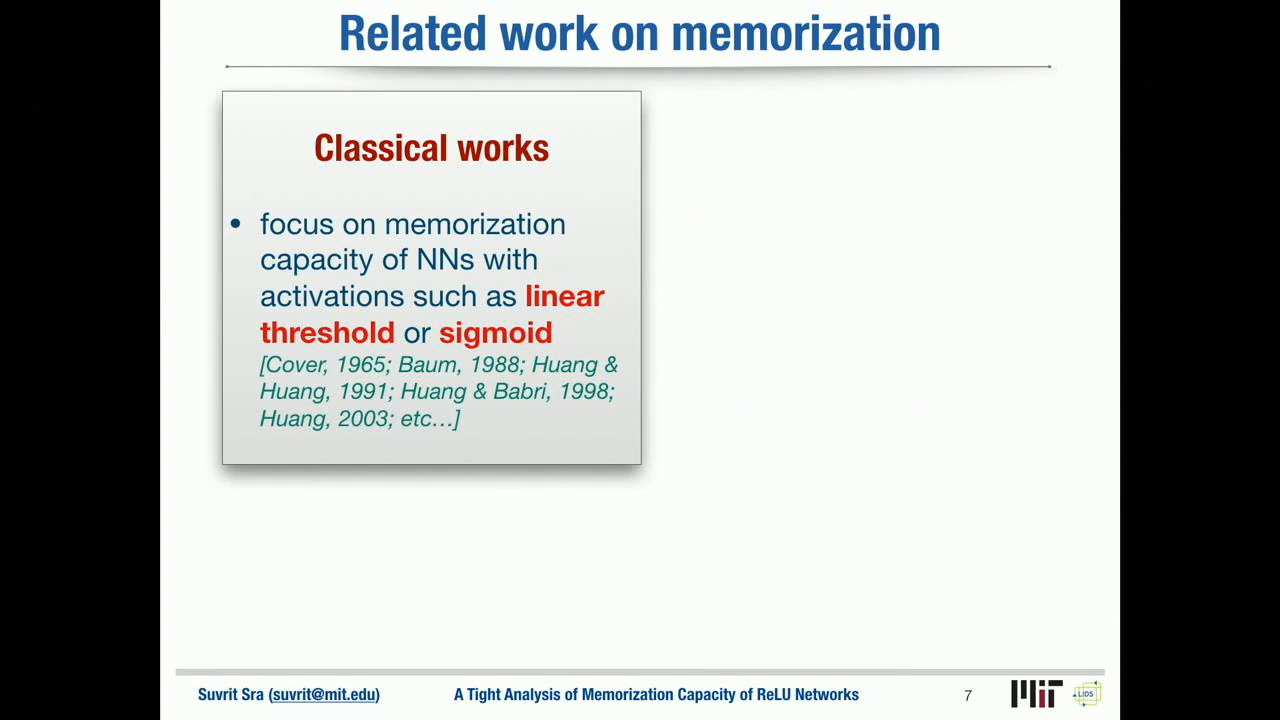 Related work on memorization
Classical works
• focus on memorization
capacity of NNs with
activations such as linear
threshold or sigmoid
[Cover, 1965; Baum, 1988; Huang &
Huang, 1991; Huang & Babri, 1998;
Huang, 2003; etc…]
Suvrit Sra (suvrit@mit.edu) A Tight Analysis of Memorization Capacity of ReLU Networks 7 MIT LIDS